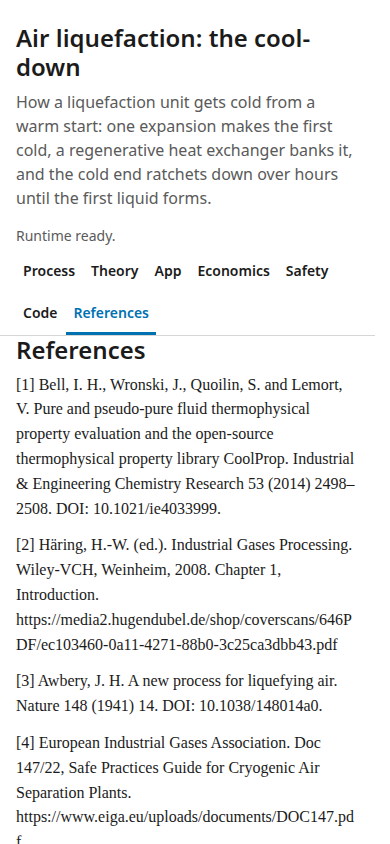 Air liquefaction: the cool-
down
How a liquefaction unit gets cold from a
warm start: one expansion makes the first
cold, a regenerative heat exchanger banks it,
and the cold end ratchets down over hours
until the first liquid forms.
Runtime ready.
Process Theory App Economics Safety
Code References
References
[1] Bell, I. H., Wronski, J., Quoilin, S. and Lemort,
V. Pure and pseudo-pure fluid thermophysical
property evaluation and the open-source
thermophysical property library CoolProp. Industrial
& Engineering Chemistry Research 53 (2014) 2498–
2508. DOI: 10.1021/ie4033999.
[2] Häring, H.-W. (ed.). Industrial Gases Processing.
Wiley-VCH, Weinheim, 2008. Chapter 1,
Introduction.
https://media2.hugendubel.de/shop/coverscans/646P
DF/ec103460-0a11-4271-88b0-3c25ca3dbb43.pdf
[3] Awbery, J. H. A new process for liquefying air.
Nature 148 (1941) 14. DOI: 10.1038/148014a0.
[4] European Industrial Gases Association. Doc
147/22, Safe Practices Guide for Cryogenic Air
Separation Plants.
https://www.eiga.eu/uploads/documents/DOC147.pd
f